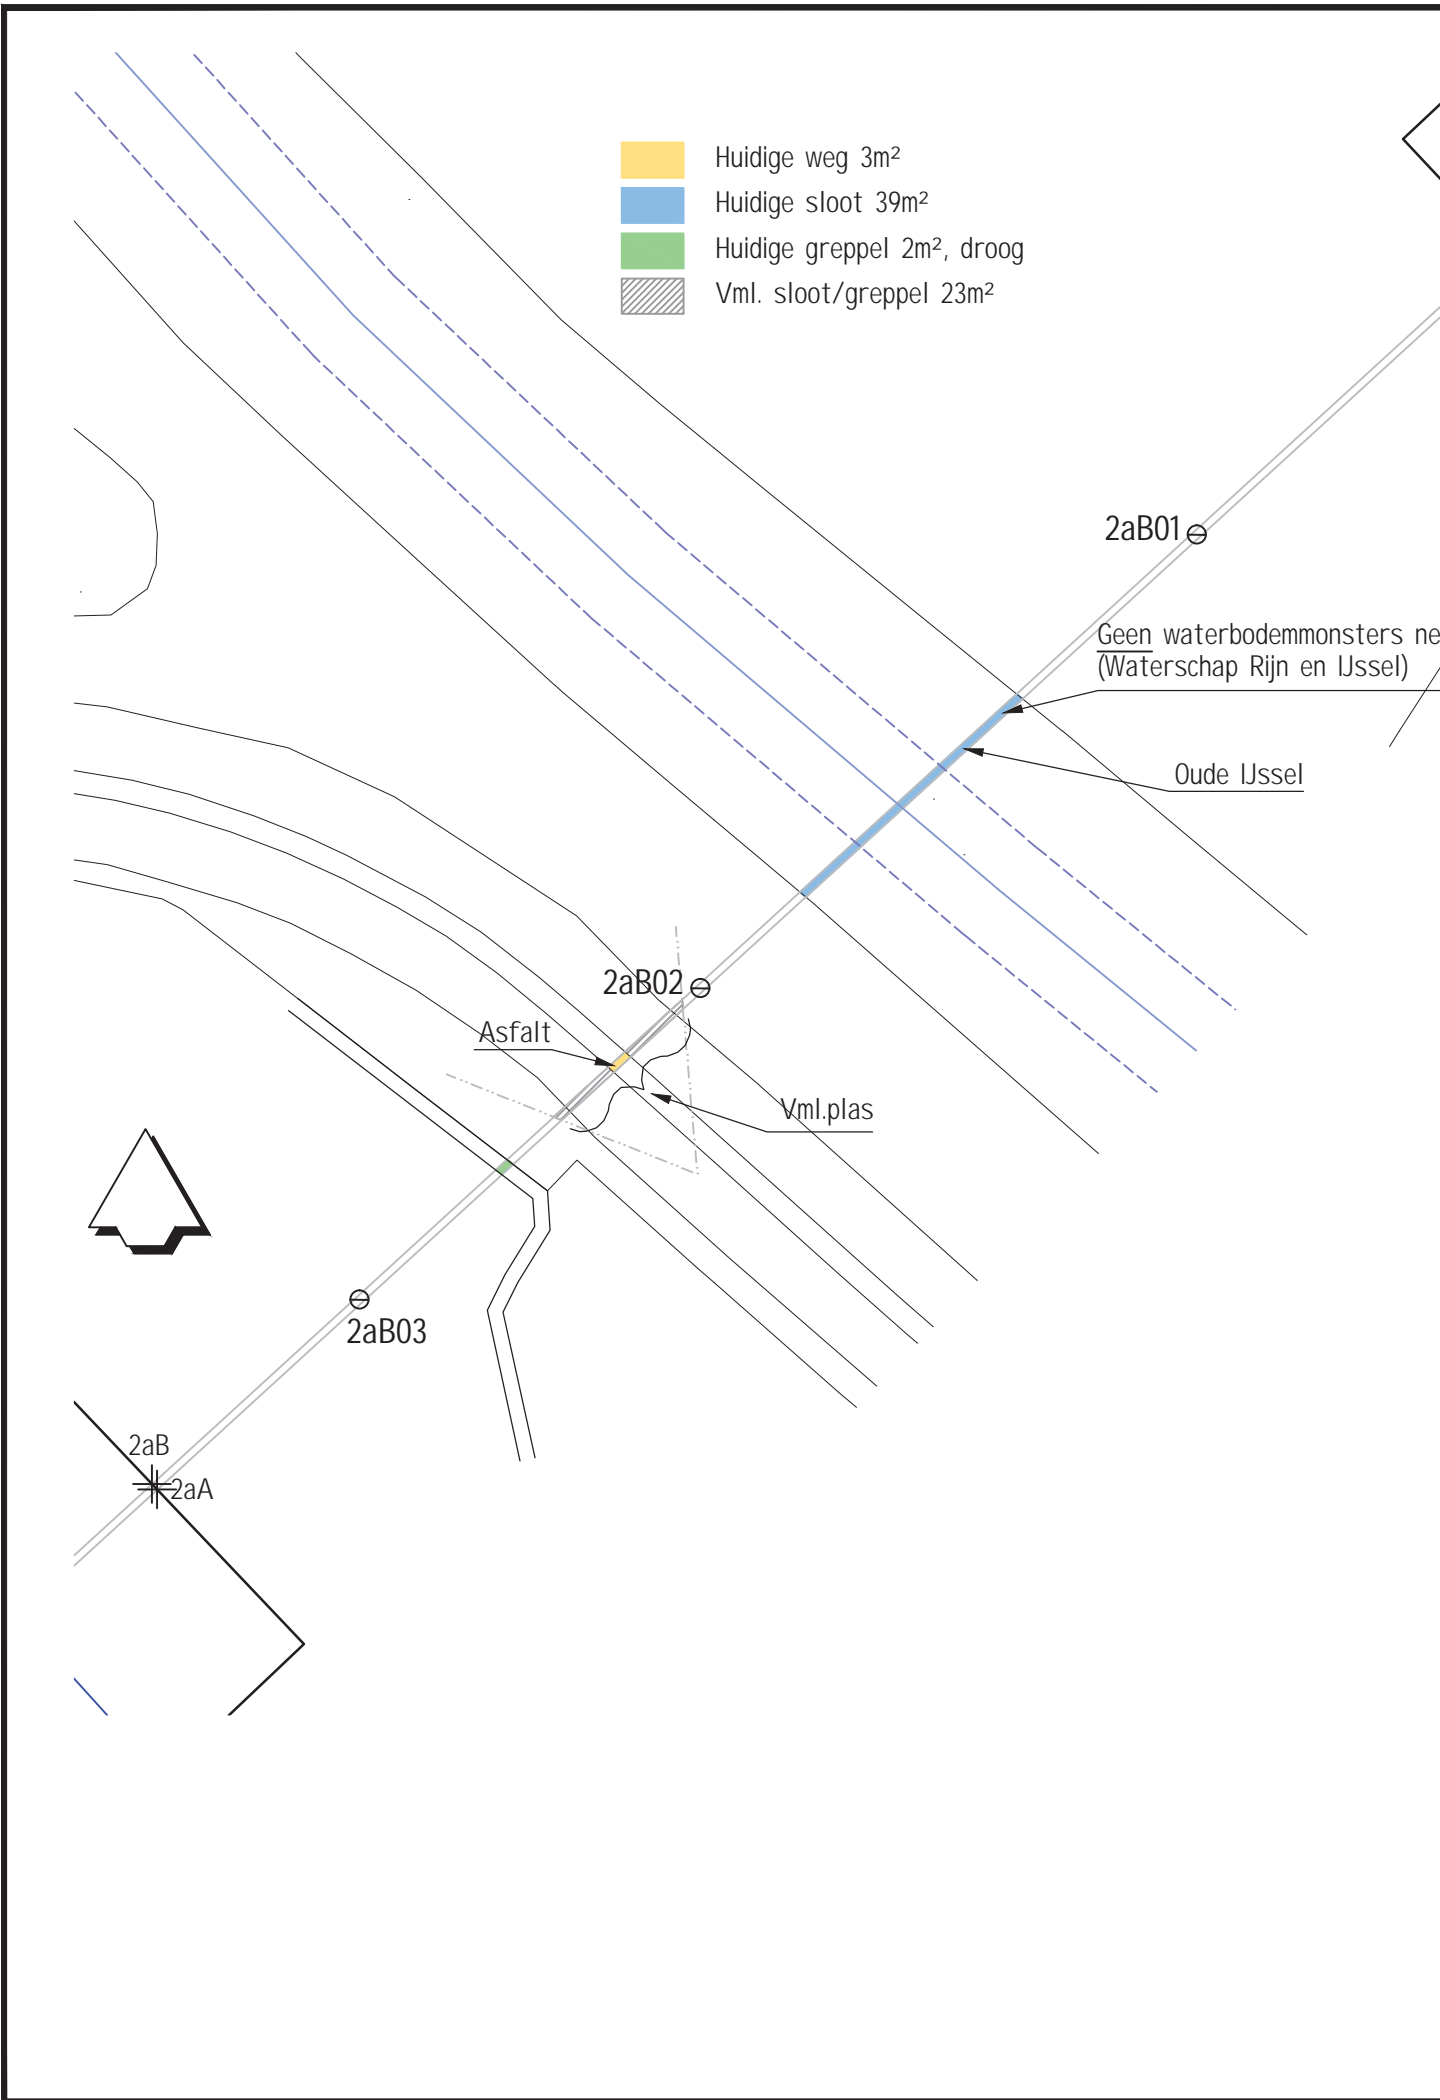 Huidige weg 3m²
Huidige sloot 39m²
Huidige greppel 2m², droog
Vml. sloot/greppel 23m²
2aB01
Geen waterbodemmonsters ne
(Waterschap Rijn en IJssel)
Oude IJssel
2aB02
Asfalt
Vml.plas
2aB03
2aB
2aA